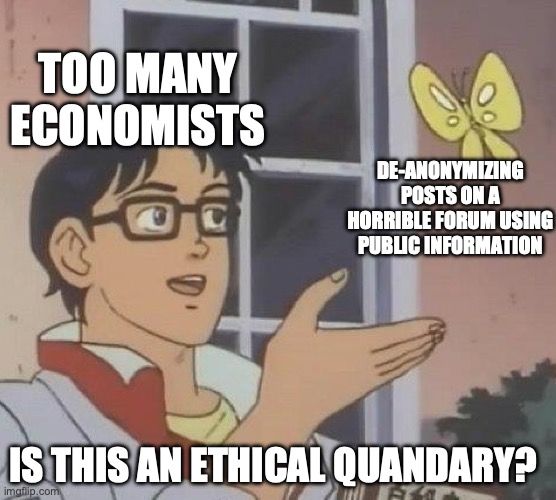 TOO MANY
ECONOMISTS
DE-ANONYMIZING
POSTS ON A
HORRIBLE FORUM USING
PUBLIC INFORMATION
IS THIS AN ETHICAL QUANDARY?
imgflip.com